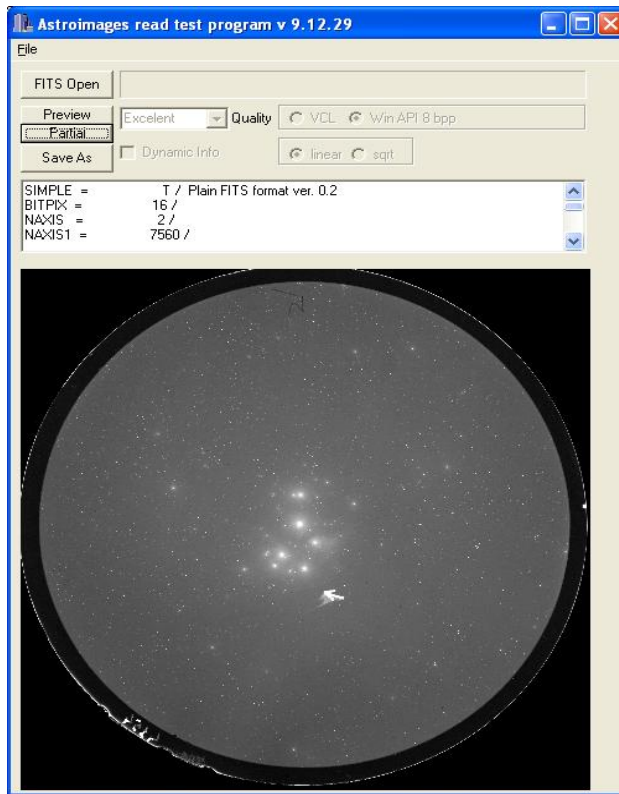 Astroimages read test program v 9.12.29
File
FITS Open
Preview
Excelent
Quality
VCL
Win API 8 bpp
Partial
Save As
Dynamic Info
linear
sqrt
SIMPLE = T / Plain FITS format ver. 0.2
BITPIX = 16 /
NAXIS = 2 /
NAXIS1 = 7560 /